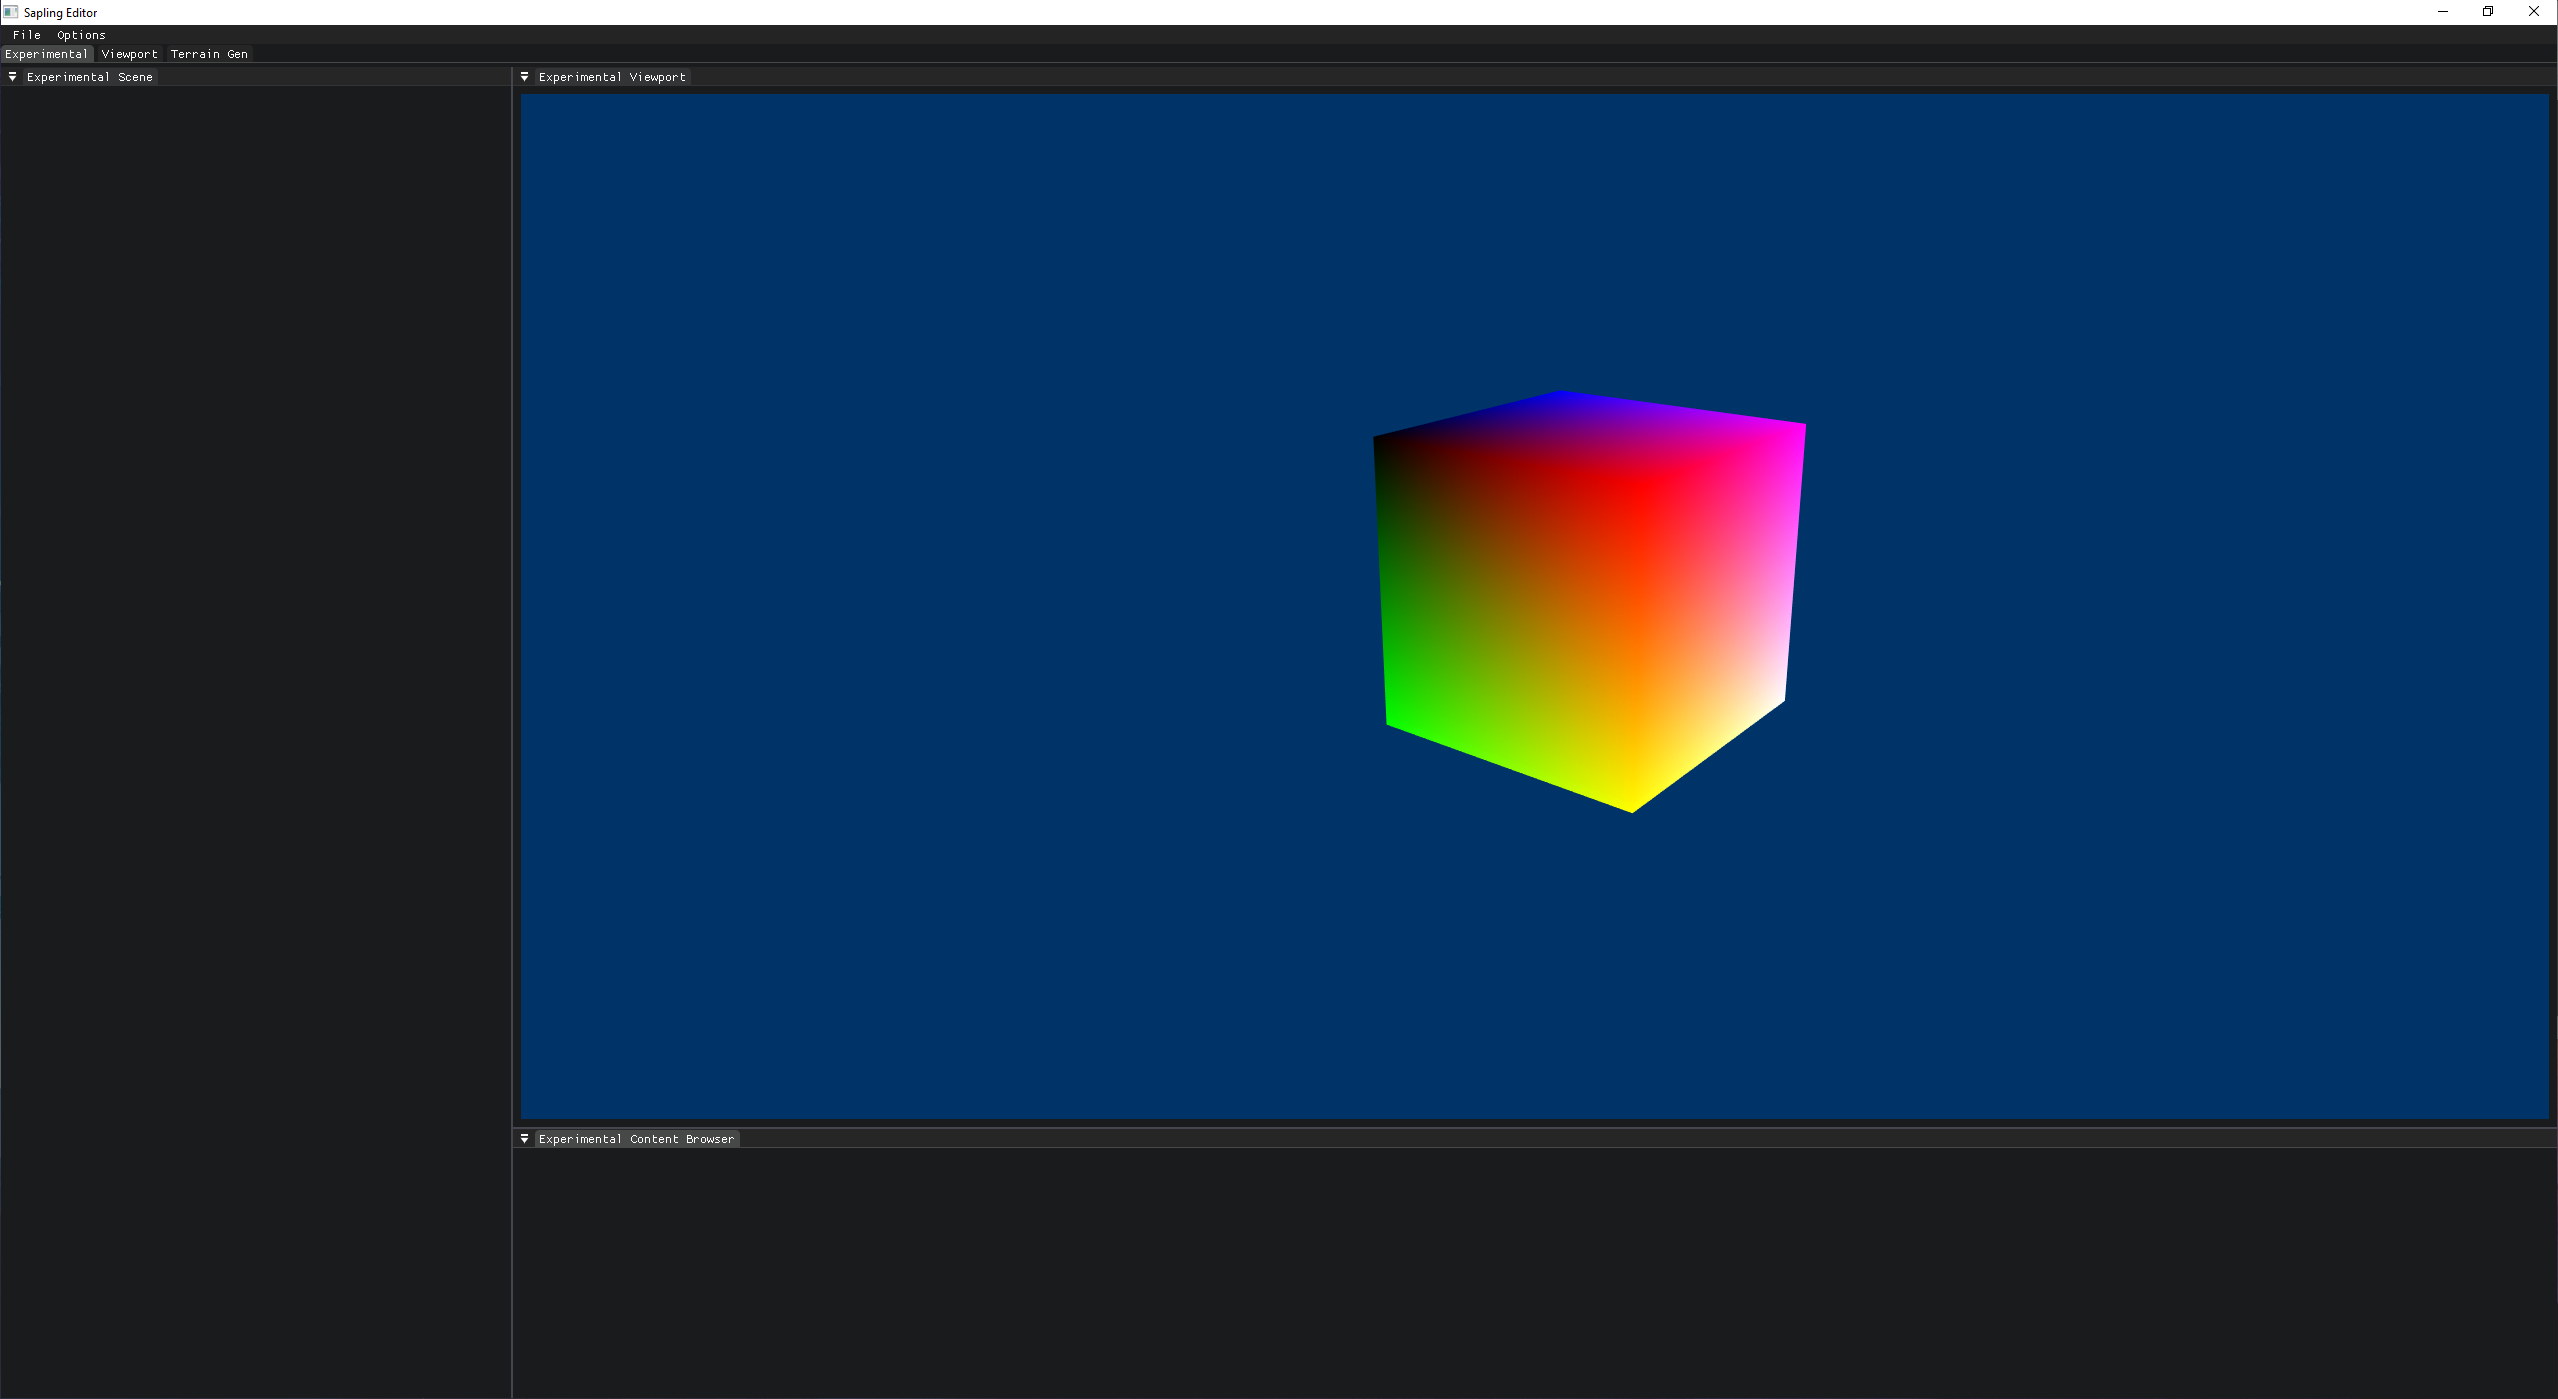 Sapling Editor
File Options
Experimental Viewport Terrain Gen
Experimental Scene
Experimental Viewport
Experimental Content Browser